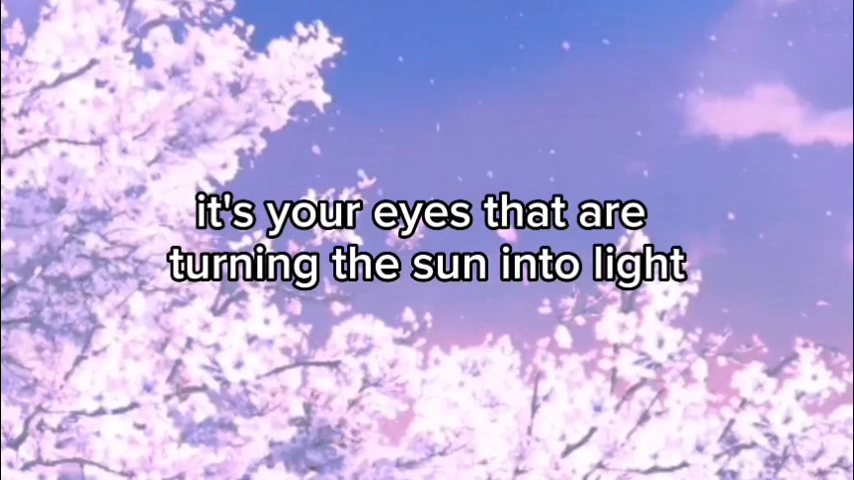 it's your eyes that are
turning the sun into light